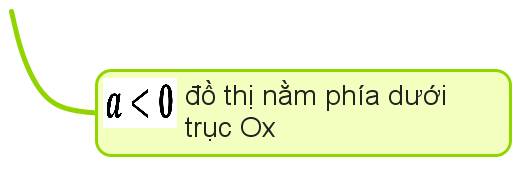 a < 0 đồ thị nằm phía dưới
trục Ox